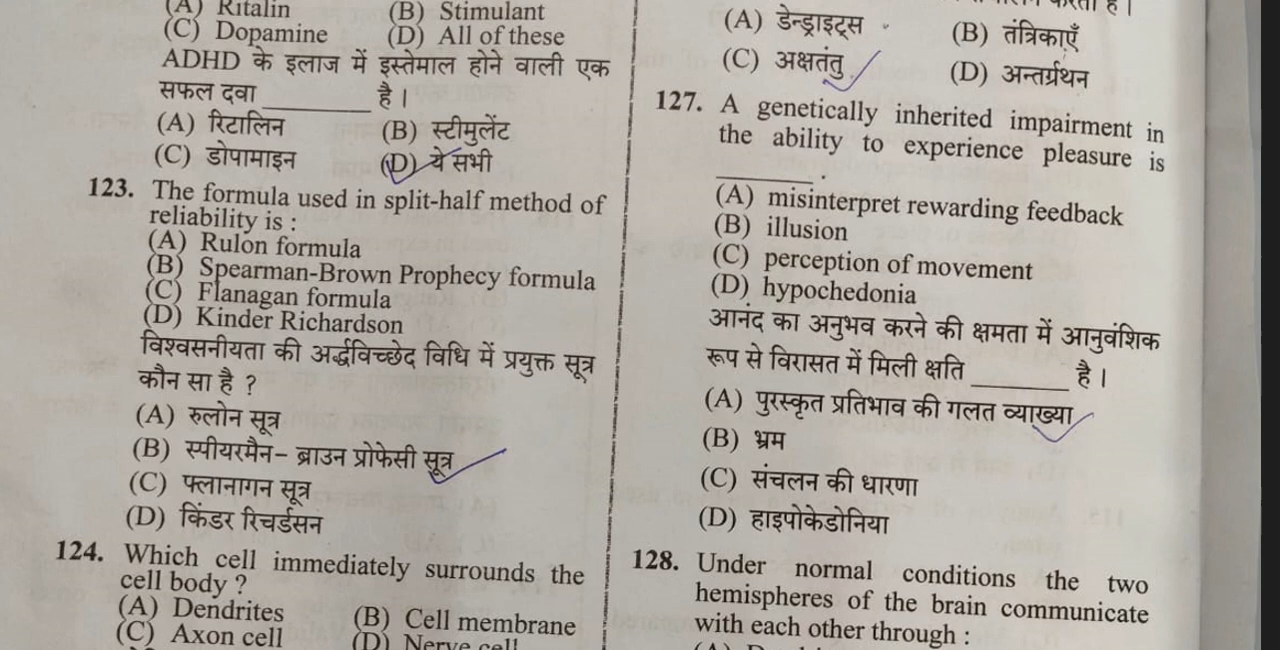 (A) Ritalin (B) Stimulant
(C) Dopamine (D) All of these
ADHD के इलाज में इस्तेमाल होने वाली एक
सफल दवा ________ है।
(A) रिटालिन (B) स्टीमुलेंट
(C) डोपामाइन (D) ये सभी
123. The formula used in split-half method of
reliability is :
(A) Rulon formula
(B) Spearman-Brown Prophecy formula
(C) Flanagan formula
(D) Kinder Richardson
विश्वसनीयता की अर्द्धविच्छेद विधि में प्रयुक्त सूत्र
कौन सा है ?
(A) रुलोन सूत्र
(B) स्पीयरमैन- ब्राउन प्रोफेसी सूत्र
(C) फ्लानागन सूत्र
(D) किंडर रिचर्डसन
124. Which cell immediately surrounds the
cell body ?
(A) Dendrites (B) Cell membrane
(C) Axon cell (D) Nerve cell
करता है।
(A) डेन्ड्राइट्स (B) तंत्रिकाएँ
(C) अक्षतंतु (D) अन्तर्ग्रथन
127. A genetically inherited impairment in
the ability to experience pleasure is
________ .
(A) misinterpret rewarding feedback
(B) illusion
(C) perception of movement
(D) hypochedonia
आनंद का अनुभव करने की क्षमता में आनुवंशिक
रूप से विरासत में मिली क्षति ________ है।
(A) पुरस्कृत प्रतिभाव की गलत व्याख्या
(B) भ्रम
(C) संचलन की धारणा
(D) हाइपोकेडोनिया
128. Under normal conditions the two
hemispheres of the brain communicate
with each other through :